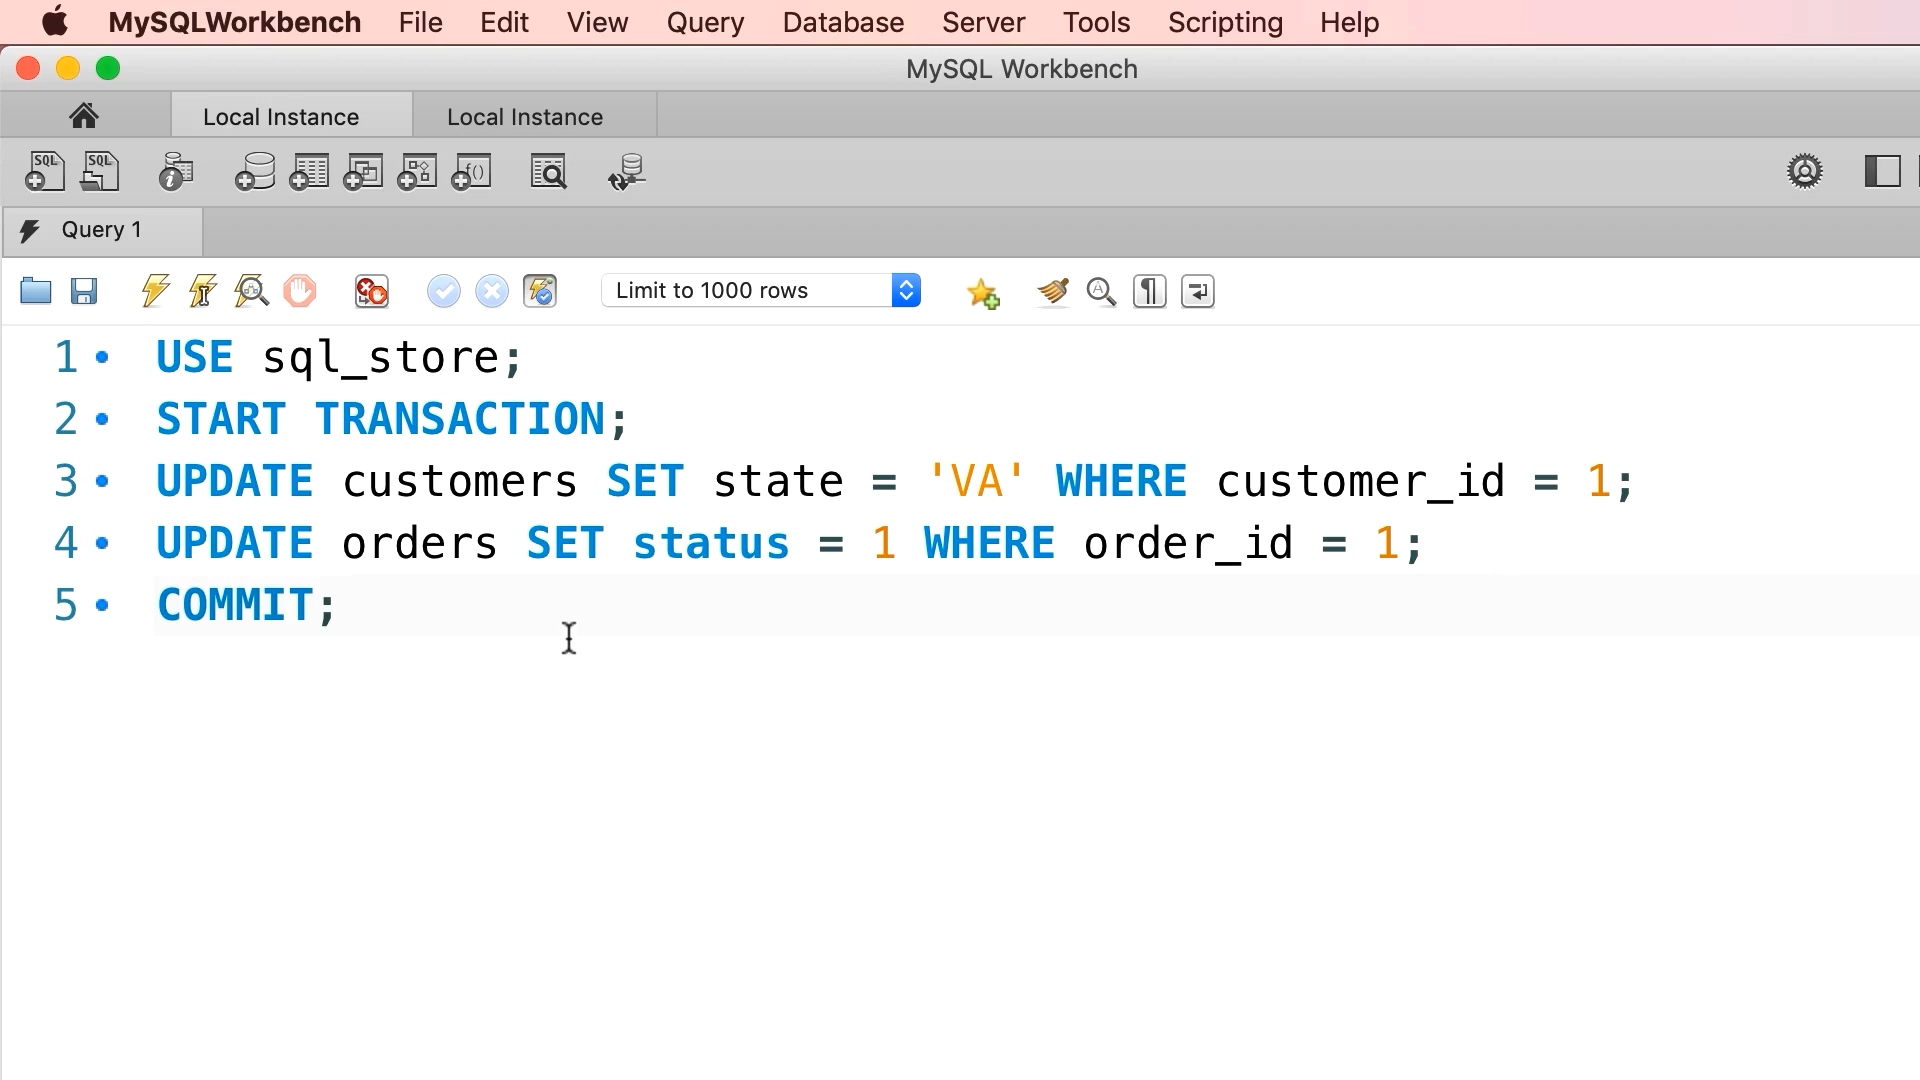 MySQLWorkbench File Edit View Query Database Server Tools Scripting Help
MySQL Workbench
Local Instance Local Instance
SQL SQL f()
Query 1
Limit to 1000 rows
1 USE sql_store;
2 START TRANSACTION;
3 UPDATE customers SET state = 'VA' WHERE customer_id = 1;
4 UPDATE orders SET status = 1 WHERE order_id = 1;
5 COMMIT;